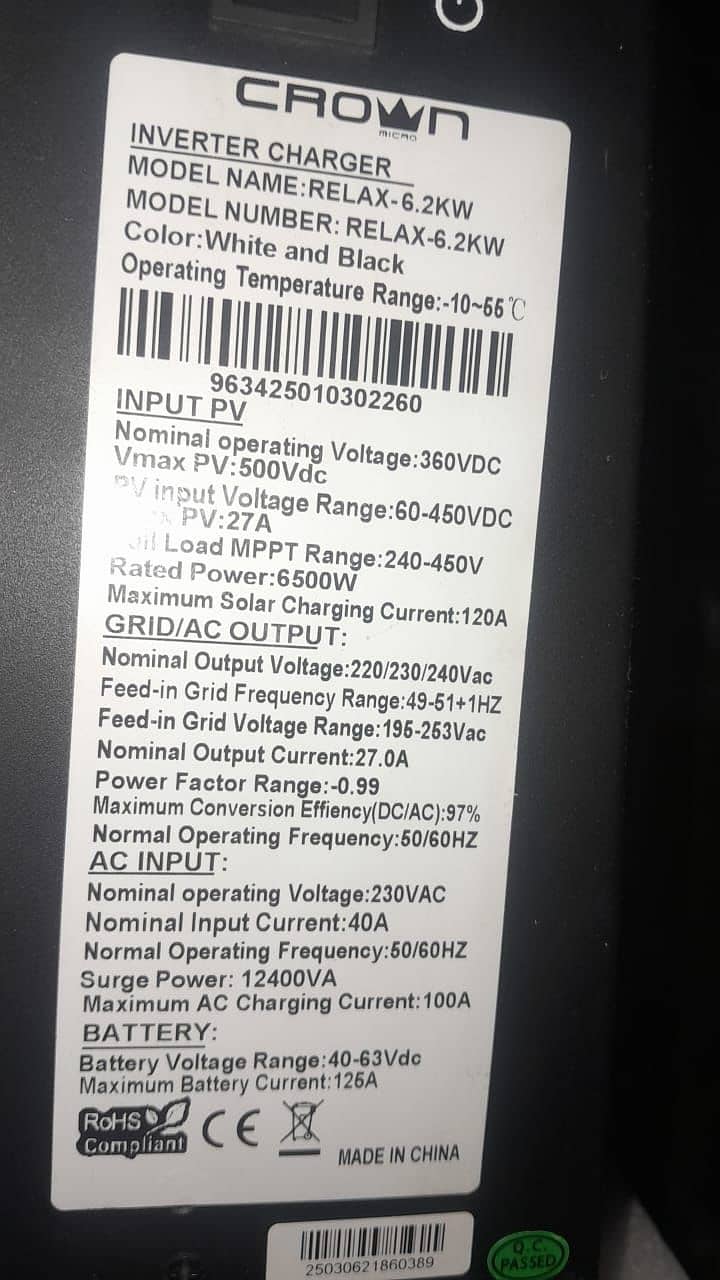 CROWN
MICRO
INVERTER CHARGER
MODEL NAME:RELAX-6.2KW
MODEL NUMBER: RELAX-6.2KW
Color:White and Black
Operating Temperature Range:-10~55℃
963425010302260
INPUT PV
Nominal operating Voltage:360VDC
Vmax PV:500Vdc
PV input Voltage Range:60-450VDC
PV:27A
Load MPPT Range:240-450V
Rated Power:6500W
Maximum Solar Charging Current:120A
GRID/AC OUTPUT:
Nominal Output Voltage:220/230/240Vac
Feed-in Grid Frequency Range:49-51+1HZ
Feed-in Grid Voltage Range:195-253Vac
Nominal Output Current:27.0A
Power Factor Range:-0.99
Maximum Conversion Effiency(DC/AC):97%
Normal Operating Frequency:50/60HZ
AC INPUT:
Nominal operating Voltage:230VAC
Nominal Input Current:40A
Normal Operating Frequency:50/60HZ
Surge Power: 12400VA
Maximum AC Charging Current:100A
BATTERY:
Battery Voltage Range:40-63Vdc
Maximum Battery Current:125A
RoHS
Compliant
CE
MADE IN CHINA
25030621860389
Q.C.
PASSED